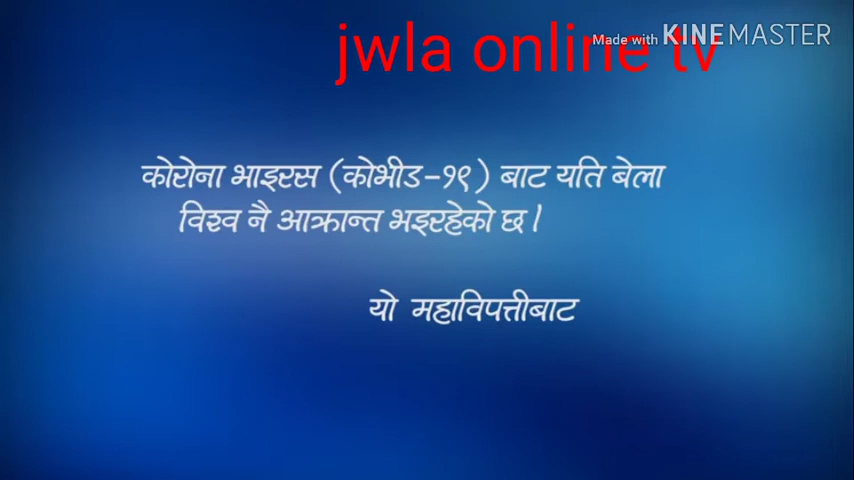 jwla online tv
Made with KINEMASTER
कोरोना भाइरस (कोभीड-१९) बाट यति बेला
विश्व नै आक्रान्त भइरहेको छ।
यो महाविपत्तीबाट